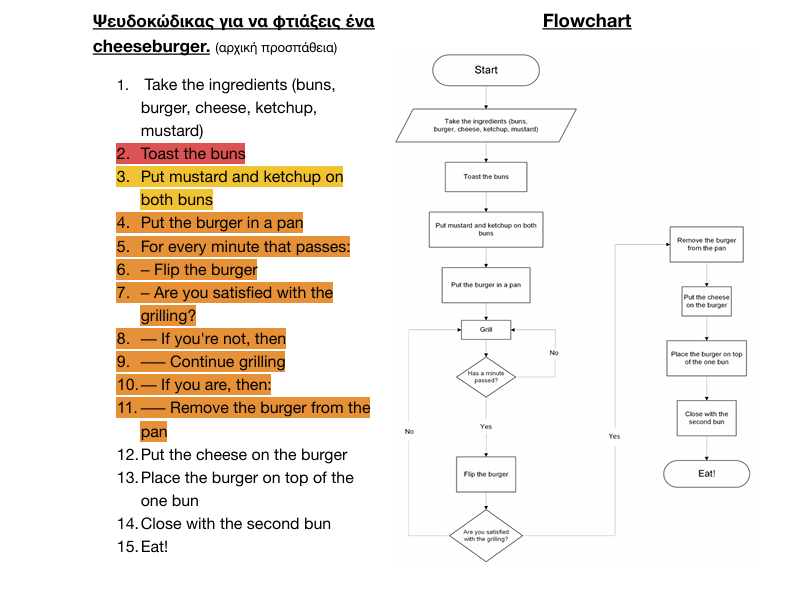 Ψευδοκώδικας για να φτιάξεις ένα
cheeseburger. (αρχική προσπάθεια)
1. Take the ingredients (buns,
burger, cheese, ketchup,
mustard)
2. Toast the buns
3. Put mustard and ketchup on
both buns
4. Put the burger in a pan
5. For every minute that passes:
6. – Flip the burger
7. – Are you satisfied with the
grilling?
8. –– If you're not, then
9. ––– Continue grilling
10. –– If you are, then:
11. ––– Remove the burger from the
pan
12. Put the cheese on the burger
13. Place the burger on top of the
one bun
14. Close with the second bun
15. Eat!
Flowchart
Start
Take the ingredients (buns,
burger, cheese, ketchup, mustard)
Toast the buns
Put mustard and ketchup on both
buns
Put the burger in a pan
Grill
No
Has a minute
passed?
Yes
No
Flip the burger
Are you satisfied
with the grilling?
Yes
Remove the burger
from the pan
Put the cheese
on the burger
Place the burger on top
of the one bun
Close with the
second bun
Eat!